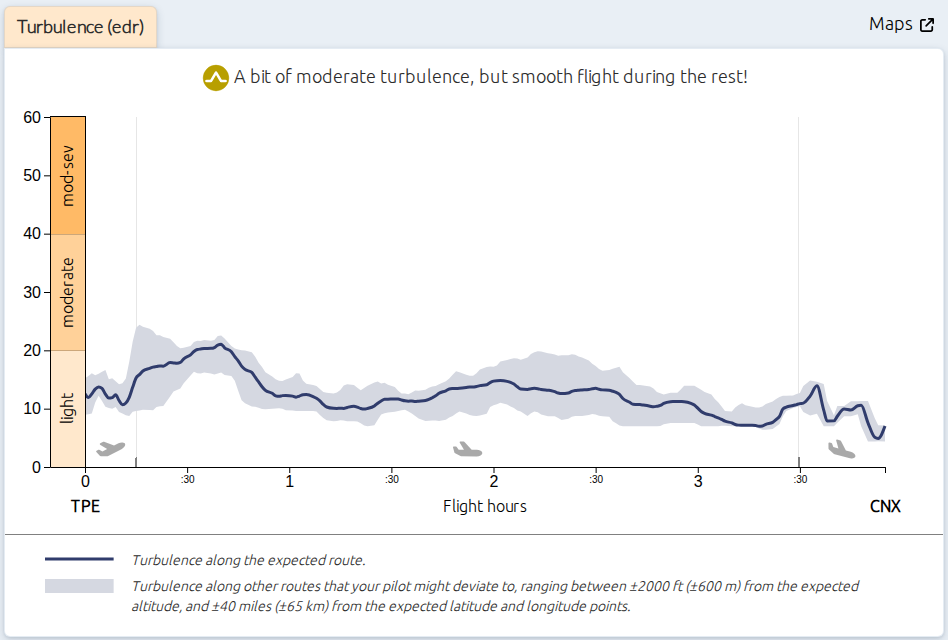 Turbulence (edr)
Maps
A bit of moderate turbulence, but smooth flight during the rest!
60
50
40
30
20
10
0
mod-sev
moderate
light
0 :30 1 :30 2 :30 3 :30
TPE Flight hours CNX
Turbulence along the expected route.
Turbulence along other routes that your pilot might deviate to, ranging between ±2000 ft (±600 m) from the expected
altitude, and ±40 miles (±65 km) from the expected latitude and longitude points.